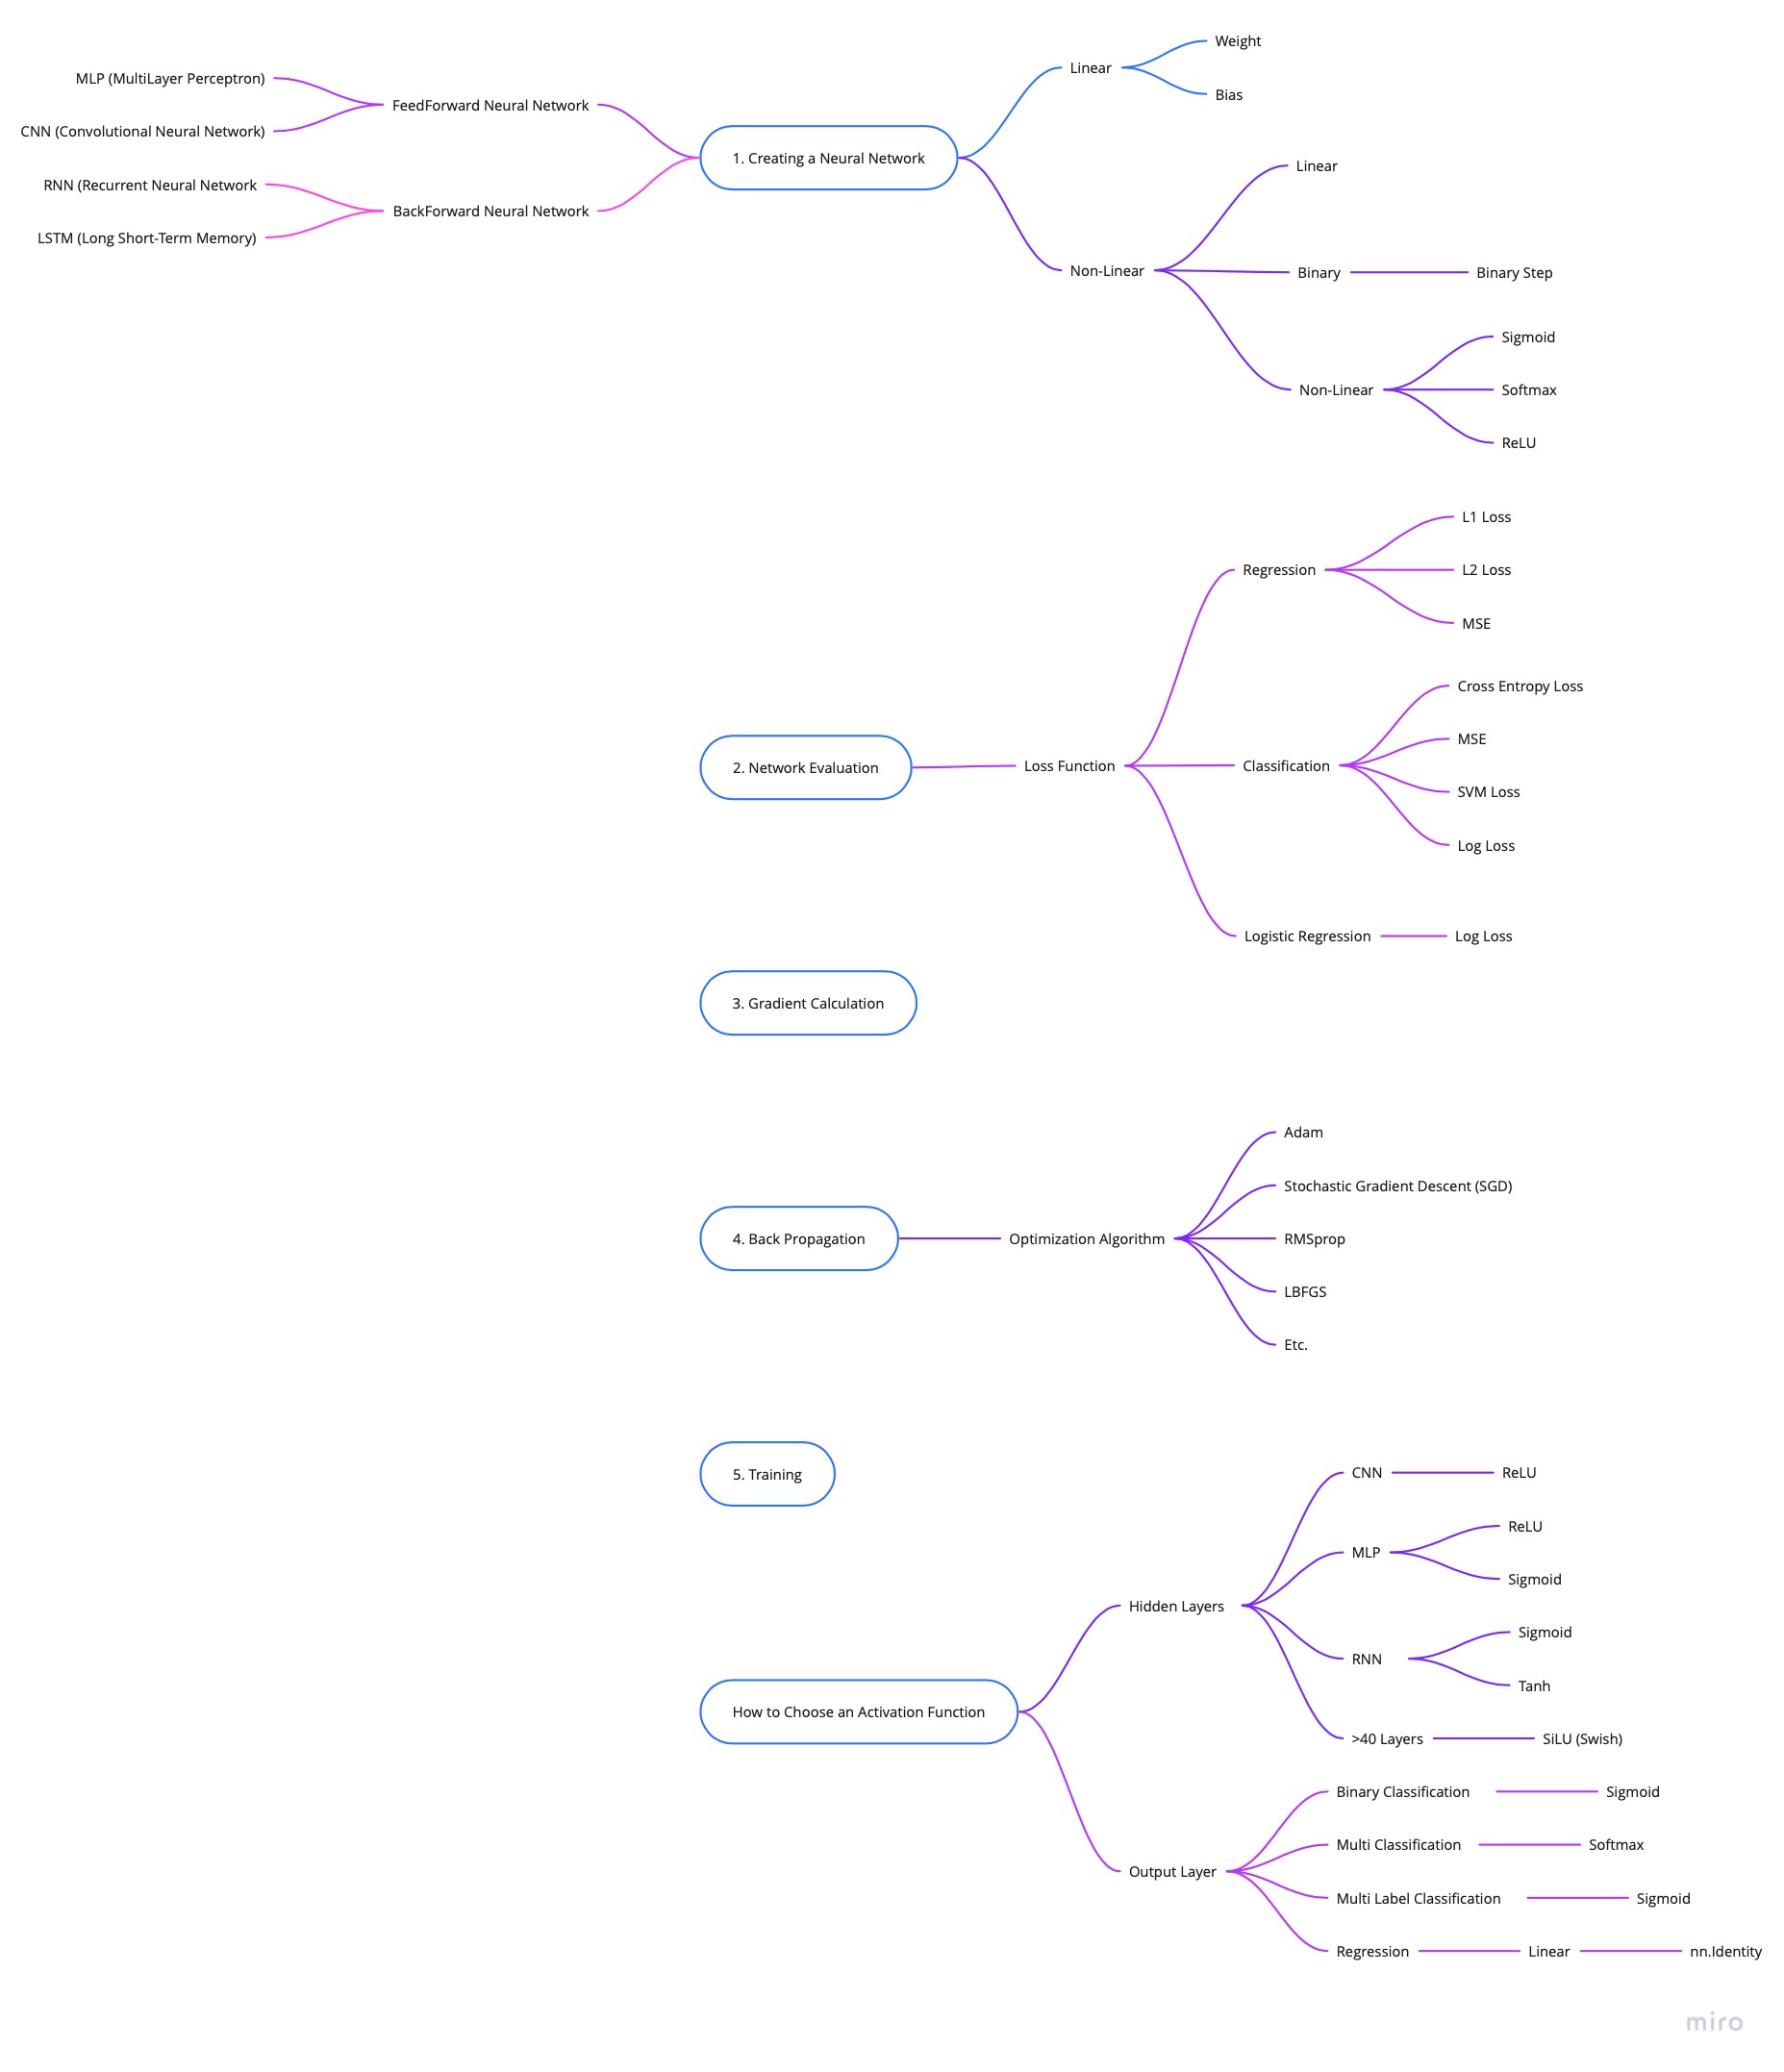 MLP (MultiLayer Perceptron)
CNN (Convolutional Neural Network)
FeedForward Neural Network
RNN (Recurrent Neural Network
LSTM (Long Short-Term Memory)
BackForward Neural Network
1. Creating a Neural Network
Linear
Weight
Bias
Non-Linear
Linear
Binary
Binary Step
Non-Linear
Sigmoid
Softmax
ReLU
2. Network Evaluation
Loss Function
Regression
L1 Loss
L2 Loss
MSE
Classification
Cross Entropy Loss
MSE
SVM Loss
Log Loss
Logistic Regression
Log Loss
3. Gradient Calculation
4. Back Propagation
Optimization Algorithm
Adam
Stochastic Gradient Descent (SGD)
RMSprop
LBFGS
Etc.
5. Training
How to Choose an Activation Function
Hidden Layers
CNN
ReLU
MLP
ReLU
Sigmoid
RNN
Sigmoid
Tanh
>40 Layers
SiLU (Swish)
Output Layer
Binary Classification
Sigmoid
Multi Classification
Softmax
Multi Label Classification
Sigmoid
Regression
Linear
nn.Identity
miro